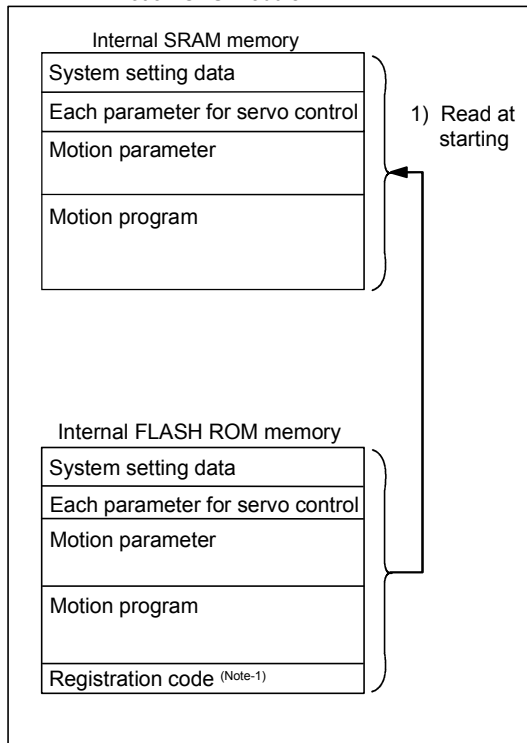 Internal SRAM memory
System setting data
Each parameter for servo control
Motion parameter
Motion program
1) Read at
starting
Internal FLASH ROM memory
System setting data
Each parameter for servo control
Motion parameter
Motion program
Registration code (Note-1)